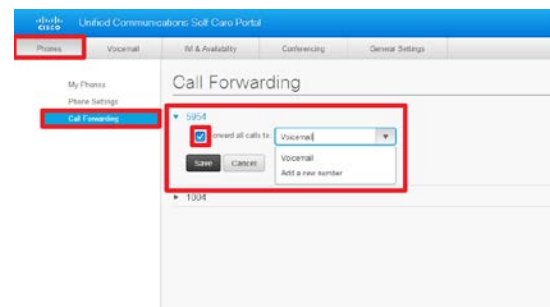 cisco Unified Communications Self Care Portal
Phones Voicemail IM & Availability Conferencing General Settings
My Phones
Phone Settings
Call Forwarding
Call Forwarding
5954
orward all calls to: Voicemail
Save Cancel
Voicemail
Add a new number
1004